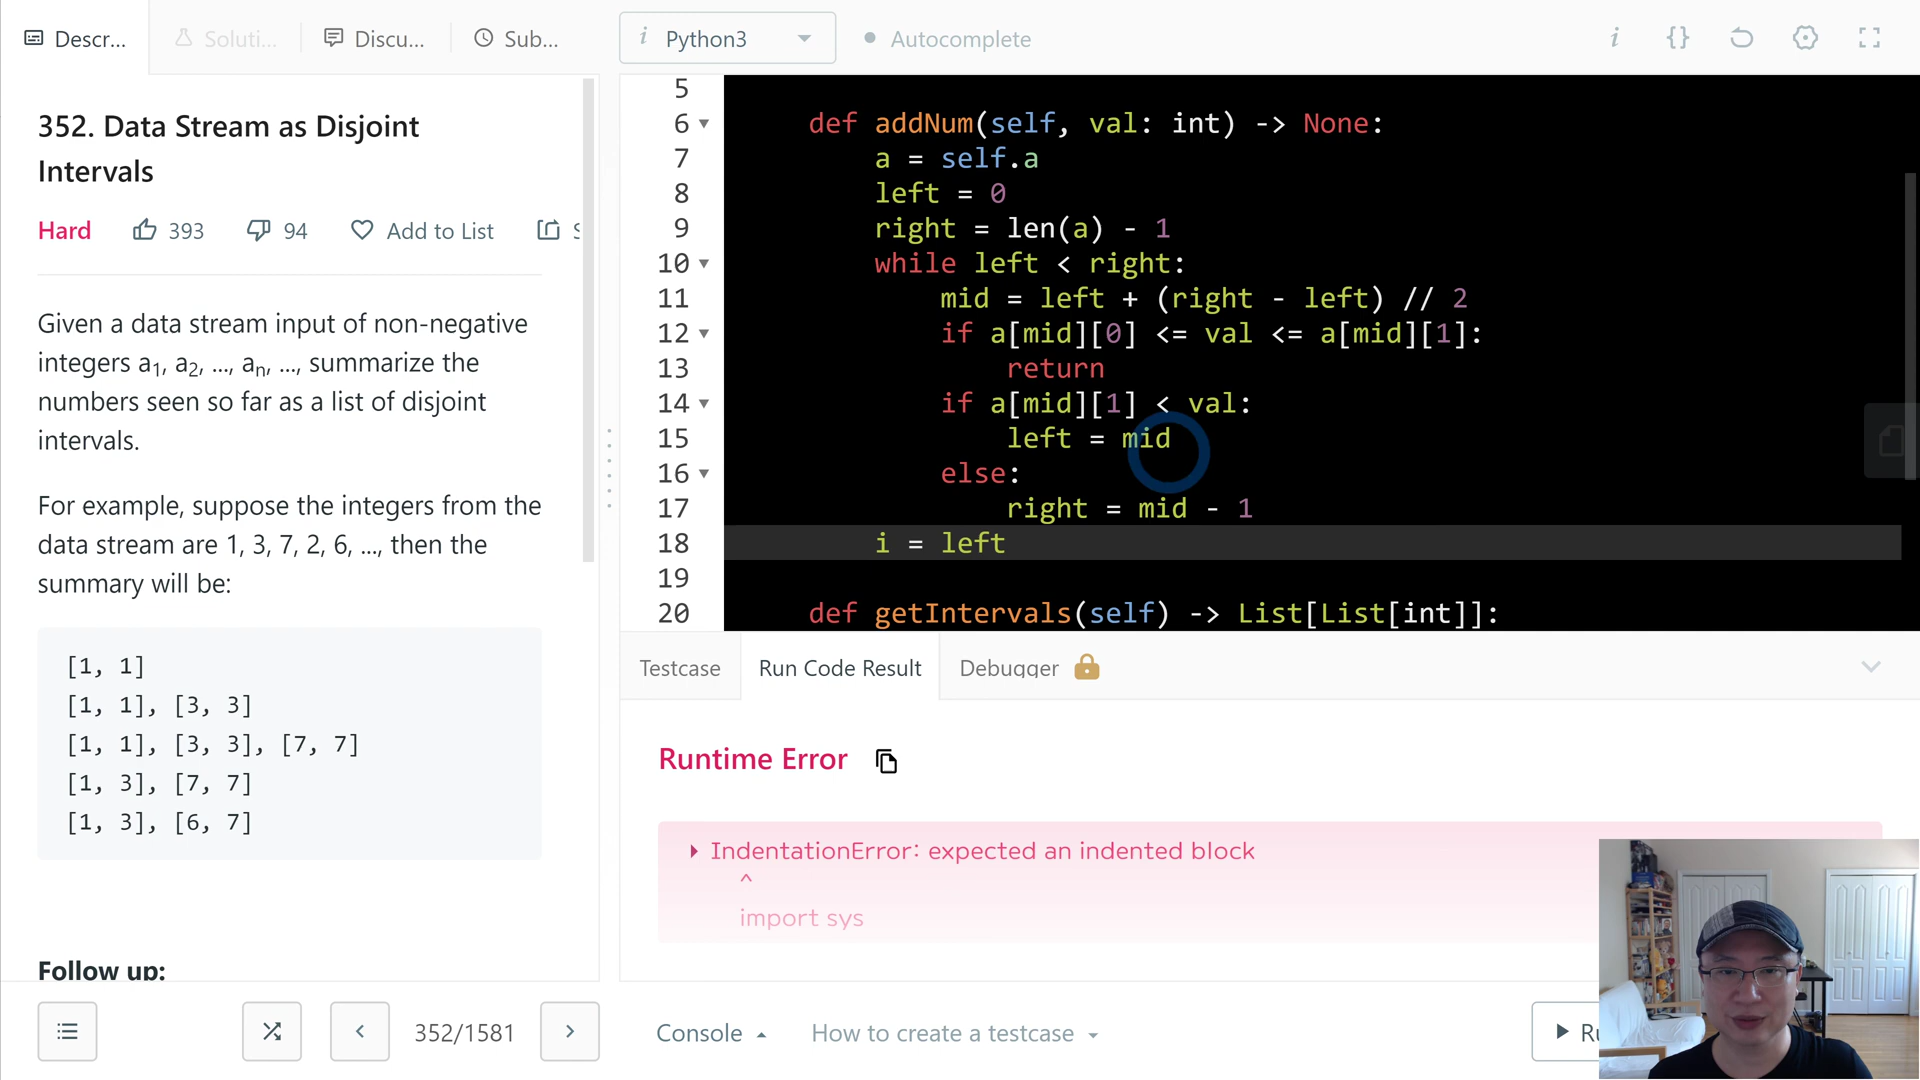 Descr...
Soluti...
Discu...
Sub...
i Python3
Autocomplete
i {}
352. Data Stream as Disjoint
Intervals
Hard 393 94 Add to List S
Given a data stream input of non-negative
integers a1, a2, ..., an, ..., summarize the
numbers seen so far as a list of disjoint
intervals.
For example, suppose the integers from the
data stream are 1, 3, 7, 2, 6, ..., then the
summary will be:
[1, 1]
[1, 1], [3, 3]
[1, 1], [3, 3], [7, 7]
[1, 3], [7, 7]
[1, 3], [6, 7]
Follow up:
352/1581
5
6 def addNum(self, val: int) -> None:
7 a = self.a
8 left = 0
9 right = len(a) - 1
10 while left < right:
11 mid = left + (right - left) // 2
12 if a[mid][0] <= val <= a[mid][1]:
13 return
14 if a[mid][1] < val:
15 left = mid
16 else:
17 right = mid - 1
18 i = left
19
20 def getIntervals(self) -> List[List[int]]:
Testcase
Run Code Result
Debugger
Runtime Error
IndentationError: expected an indented block
^
import sys
Console
How to create a testcase